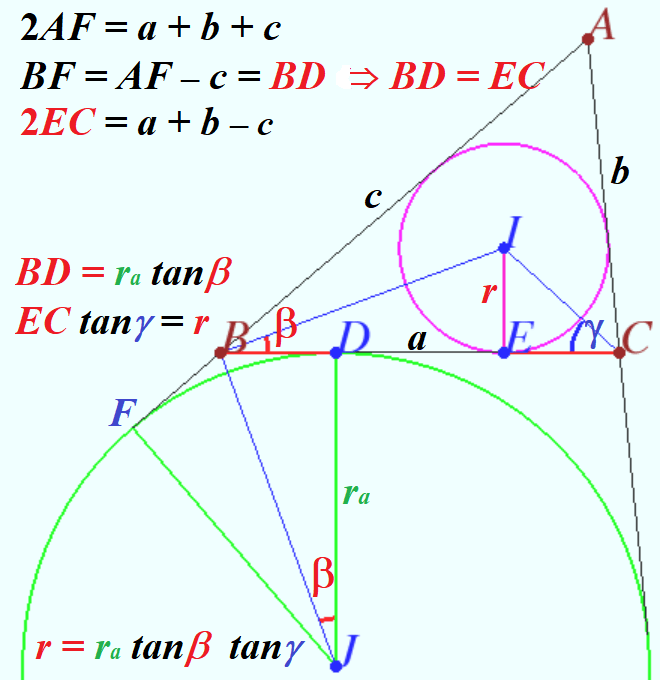 2AF = a + b + c
BF = AF – c = BD ⇒ BD = EC
2EC = a + b – c
A
b
c
I
BD = rₐ tanβ
r
EC tanγ = r
B β D a E γ C
F
rₐ
β
r = rₐ tanβ tanγ J